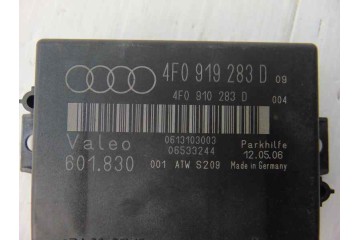 4F0 919 283 D 09
4F0 910 283 D 004
Valeo 0613103003 Parkhilfe
06533244 12.05.06
601.830 001 ATW S209 Made in Germany